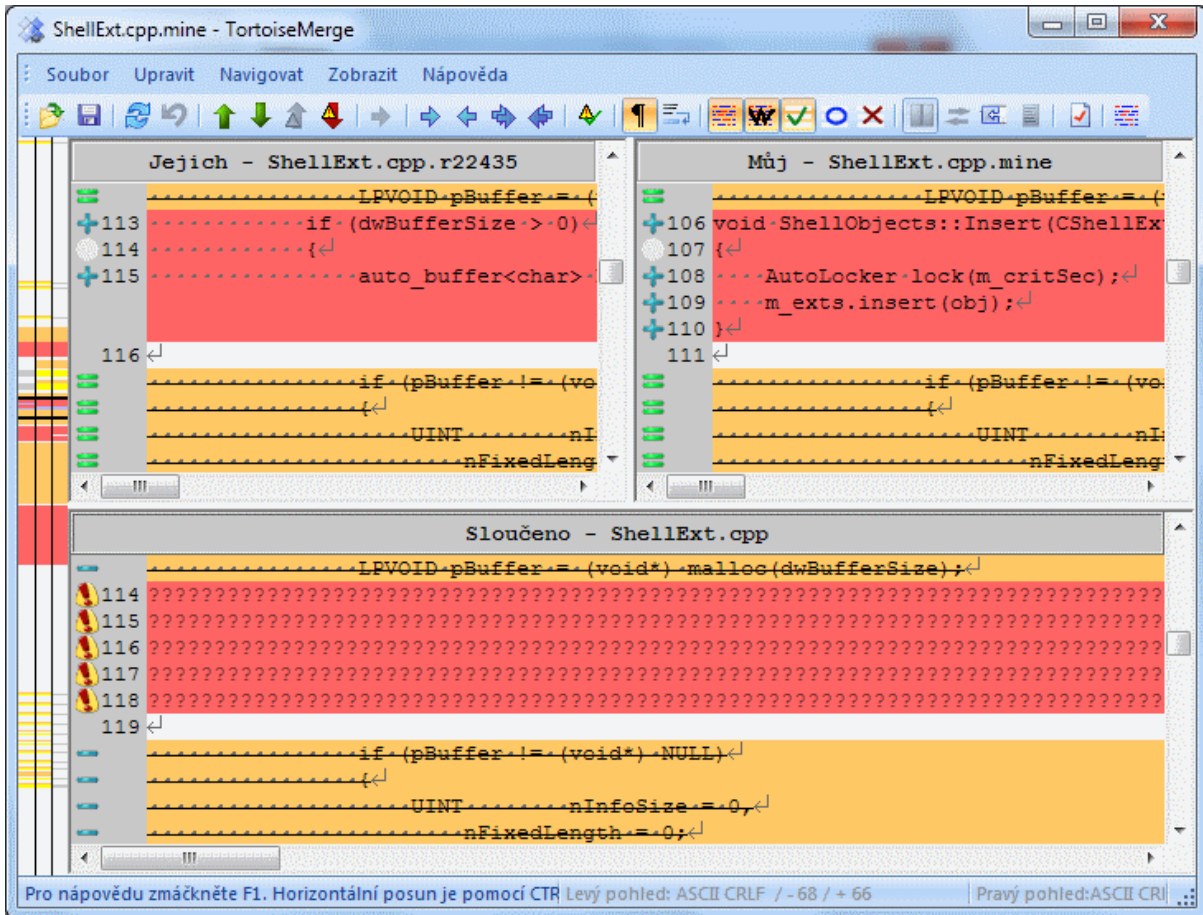 ShellExt.cpp.mine - TortoiseMerge
Soubor Upravit Navigovat Zobrazit Nápověda
Jejich - ShellExt.cpp.r22435
LPVOID·pBuffer·=·(
113 if·(dwBufferSize·>·0)
114 {
115 auto_buffer<char>·
116
if·(pBuffer·!=·(vo
{
UINT·········nI
nFixedLeng
Můj - ShellExt.cpp.mine
LPVOID·pBuffer·=·(
106 void·ShellObjects::Insert(CShellEx
107 {
108 ····AutoLocker·lock(m_critSec);
109 ····m_exts.insert(obj);
110 }
111
if·(pBuffer·!=·(vo
{
UINT·········nI
nFixedLeng
Sloučeno - ShellExt.cpp
LPVOID·pBuffer·=·(void*)·malloc(dwBufferSize);
114 ?????????????????????????????????????????????????????????????????????????????
115 ?????????????????????????????????????????????????????????????????????????????
116 ?????????????????????????????????????????????????????????????????????????????
117 ?????????????????????????????????????????????????????????????????????????????
118 ?????????????????????????????????????????????????????????????????????????????
119
if·(pBuffer·!=·(void*)·NULL)
{
UINT·········nInfoSize·=·0,
nFixedLength·=·0;
Pro nápovědu zmáčkněte F1. Horizontální posun je pomocí CTR Levý pohled: ASCII CRLF / - 68 / + 66 Pravý pohled:ASCII CRL